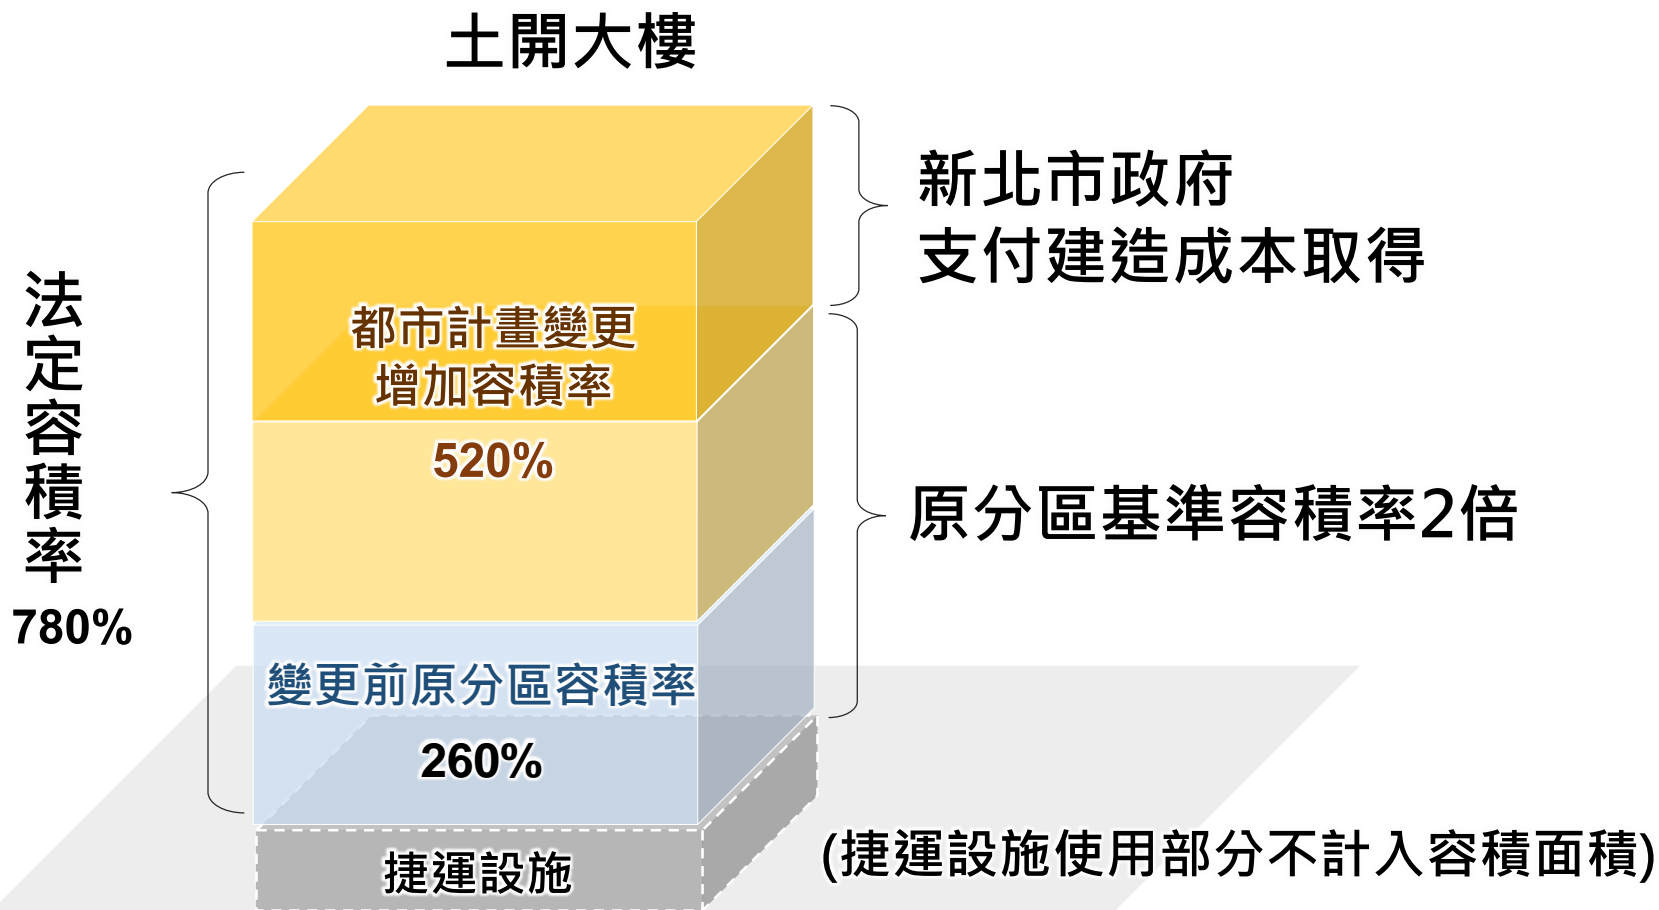 土開大樓
新北市政府
支付建造成本取得
法定容積率
780%
都市計畫變更
增加容積率
520%
原分區基準容積率2倍
變更前原分區容積率
260%
捷運設施
(捷運設施使用部分不計入容積面積)